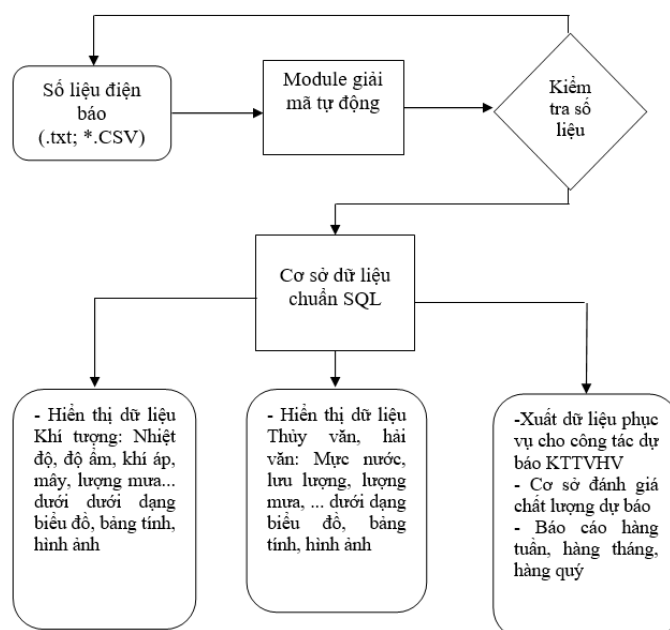 Số liệu điện
báo
(.txt; *.CSV)
Module giải
mã tự động
Kiểm
tra số
liệu
Cơ sở dữ liệu
chuẩn SQL
- Hiển thị dữ liệu
Khí tượng: Nhiệt
độ, độ ẩm, khí áp,
mây, lượng mưa...
dưới dưới dạng
biểu đồ, bảng tính,
hình ảnh
- Hiển thị dữ liệu
Thủy văn, hải
văn: Mực nước,
lưu lượng, lượng
mưa, ... dưới dạng
biểu đồ, bảng
tính, hình ảnh
-Xuất dữ liệu phục
vụ cho công tác dự
báo KTTVHV
- Cơ sở đánh giá
chất lượng dự báo
- Báo cáo hàng
tuần, hàng tháng,
hàng quý